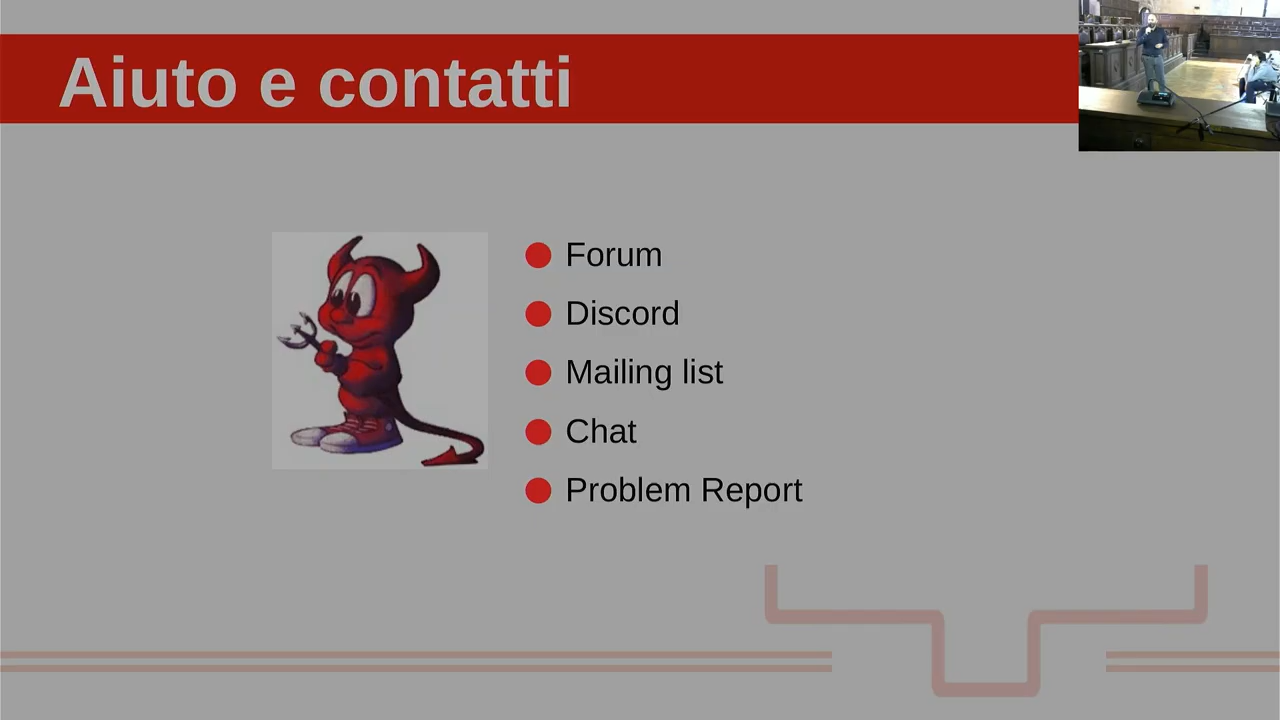 Aiuto e contatti
Forum
Discord
Mailing list
Chat
Problem Report